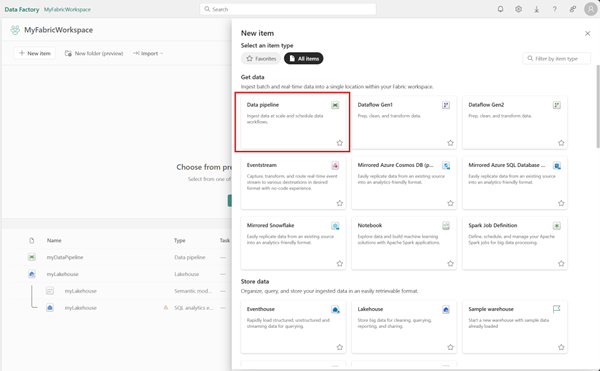 Data Factory
Search
MyFabricWorkspace
New item
New folder (preview)
Import
Choose from pre
Select from one of
Name
Type
Task
myDataPipeline
Data pipeline
—
myLakehouse
Lakehouse
—
myLakehouse
Semantic mod...
—
myLakehouse
SQL analytics e...
—
New item
Select an item type
Favorites
All items
Filter by item type
Get data
Ingest batch and real-time data into a single location within your Fabric workspace.
Data pipeline
Ingest data at scale and schedule data
workflows.
Dataflow Gen1
Prep, clean, and transform data.
Dataflow Gen2
Prep, clean, and transform data.
Eventstream
Capture, transform, and route real-time event
stream to various destinations in desired
format with no-code experience.
Mirrored Azure Cosmos DB (p...
Easily replicate data from an existing source
into an analytics-friendly format.
Mirrored Azure SQL Database ...
Easily replicate data from an existing source
into an analytics-friendly format.
Mirrored Snowflake
Easily replicate data from an existing source
into an analytics-friendly format.
Notebook
Explore data and build machine learning
solutions with Apache Spark applications.
Spark Job Definition
Define, schedule, and manage your Apache
Spark jobs for big data processing.
Store data
Organize, query, and store your ingested data in an easily retrievable format.
Eventhouse
Rapidly load structured, unstructured and
streaming data for querying.
Lakehouse
Store big data for cleaning, querying,
reporting, and sharing.
Sample warehouse
Start a new warehouse with sample data
already loaded